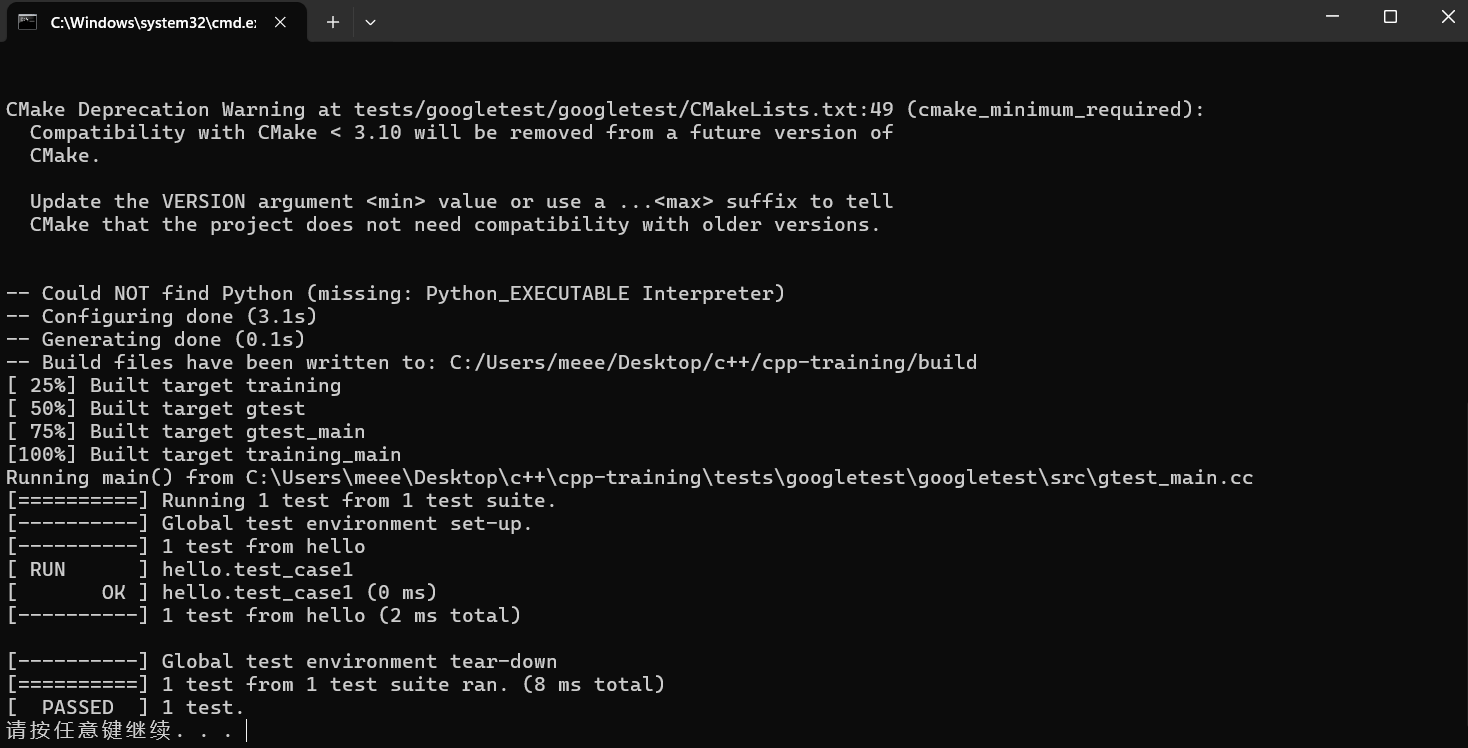 C:\Windows\system32\cmd.e
CMake Deprecation Warning at tests/googletest/googletest/CMakeLists.txt:49 (cmake_minimum_required):
  Compatibility with CMake < 3.10 will be removed from a future version of
  CMake.
  Update the VERSION argument <min> value or use a ...<max> suffix to tell
  CMake that the project does not need compatibility with older versions.
-- Could NOT find Python (missing: Python_EXECUTABLE Interpreter)
-- Configuring done (3.1s)
-- Generating done (0.1s)
-- Build files have been written to: C:/Users/meee/Desktop/c++/cpp-training/build
[ 25%] Built target training
[ 50%] Built target gtest
[ 75%] Built target gtest_main
[100%] Built target training_main
Running main() from C:\Users\meee\Desktop\c++\cpp-training\tests\googletest\googletest\src\gtest_main.cc
[==========] Running 1 test from 1 test suite.
[----------] Global test environment set-up.
[----------] 1 test from hello
[ RUN      ] hello.test_case1
[       OK ] hello.test_case1 (0 ms)
[----------] 1 test from hello (2 ms total)
[----------] Global test environment tear-down
[==========] 1 test from 1 test suite ran. (8 ms total)
[  PASSED  ] 1 test.
请按任意键继续. . .